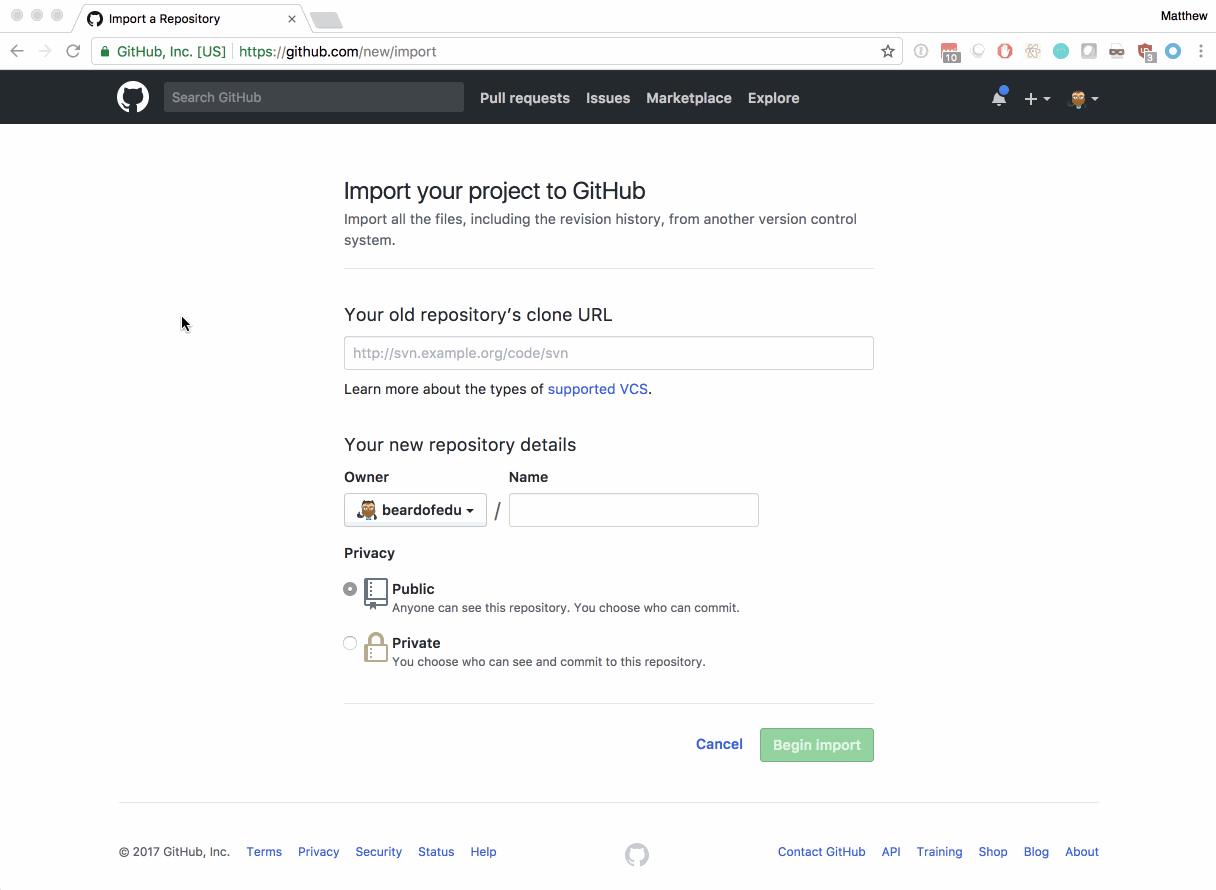 Import a Repository
Matthew
GitHub, Inc. [US] https://github.com/new/import
10
3
Search GitHub
Pull requests Issues Marketplace Explore
Import your project to GitHub
Import all the files, including the revision history, from another version control
system.
Your old repository’s clone URL
http://svn.example.org/code/svn
Learn more about the types of supported VCS.
Your new repository details
Owner Name
beardofedu /
Privacy
Public
Anyone can see this repository. You choose who can commit.
Private
You choose who can see and commit to this repository.
Cancel Begin import
© 2017 GitHub, Inc. Terms Privacy Security Status Help Contact GitHub API Training Shop Blog About